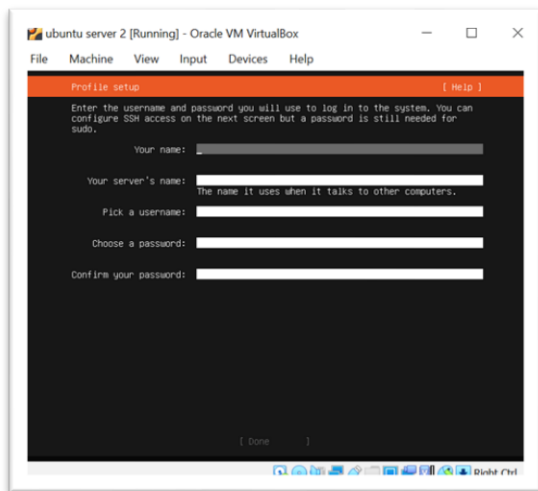 ubuntu server 2 [Running] - Oracle VM VirtualBox
File Machine View Input Devices Help
Profile setup [ Help ]
Enter the username and password you will use to log in to the system. You can
configure SSH access on the next screen but a password is still needed for
sudo.
Your name:
Your server's name:
The name it uses when it talks to other computers.
Pick a username:
Choose a password:
Confirm your password:
[ Done ]
Right Ctrl